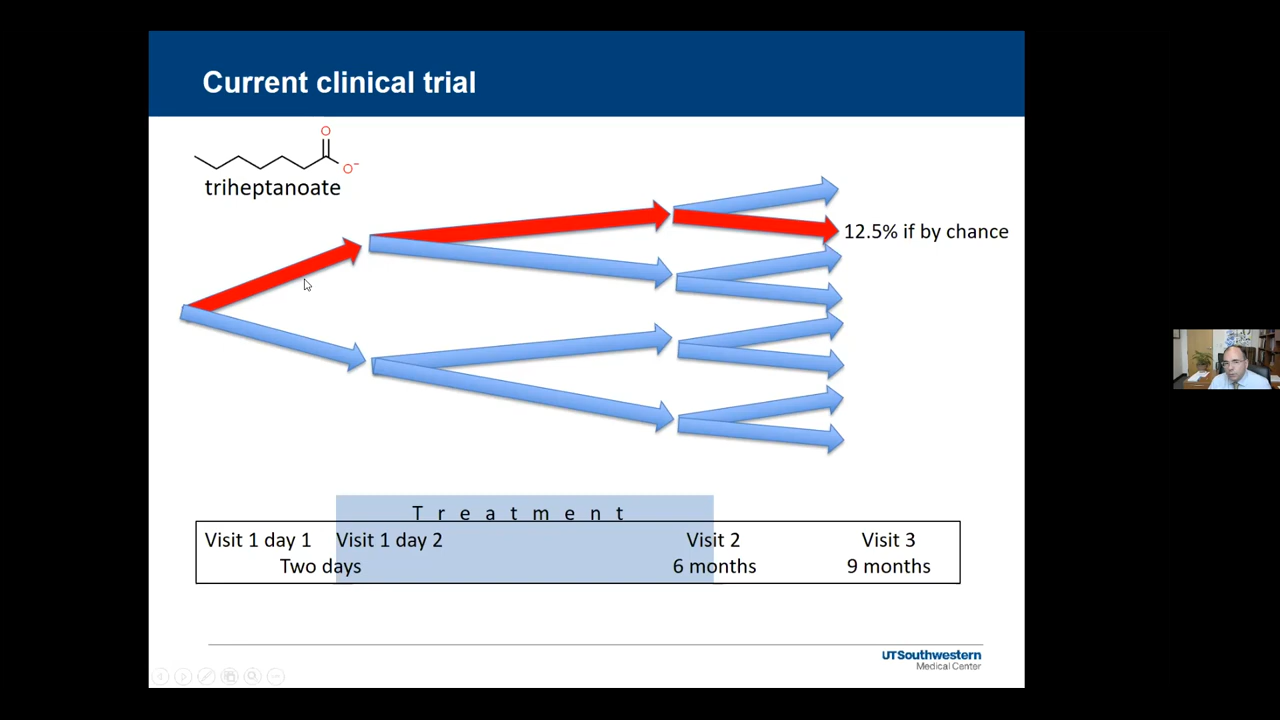 Current clinical trial
O
O⁻
triheptanoate
12.5% if by chance
T r e a t m e n t
Visit 1 day 1 Visit 1 day 2 Visit 2 Visit 3
Two days 6 months 9 months
UTSouthwestern
Medical Center